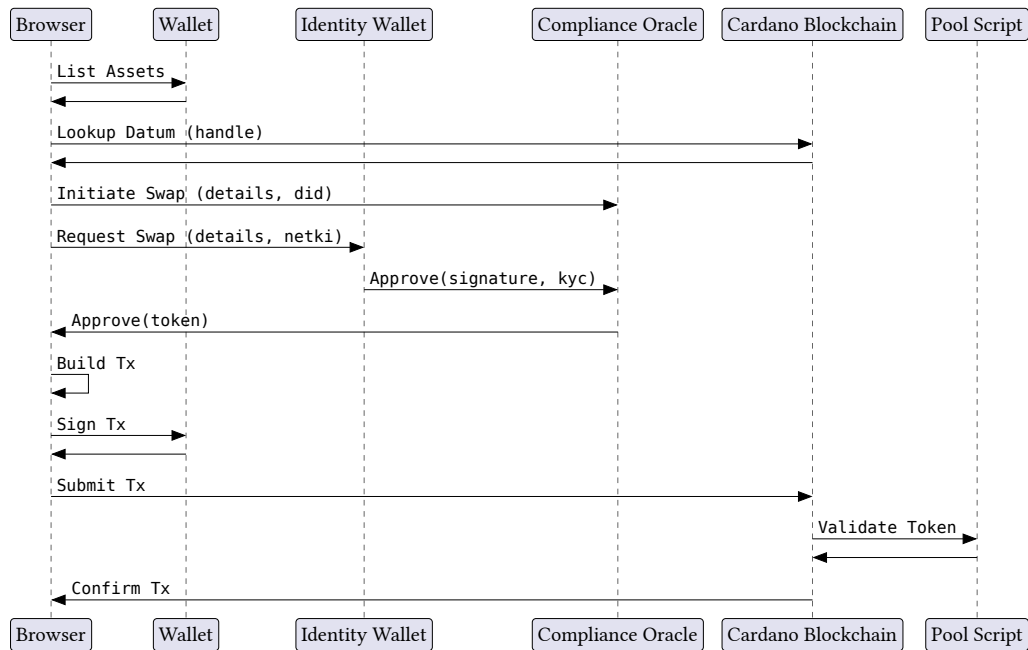 Browser
Wallet
Identity Wallet
Compliance Oracle
Cardano Blockchain
Pool Script
List Assets
Lookup Datum (handle)
Initiate Swap (details, did)
Request Swap (details, netki)
Approve(signature, kyc)
Approve(token)
Build Tx
Sign Tx
Submit Tx
Validate Token
Confirm Tx
Browser
Wallet
Identity Wallet
Compliance Oracle
Cardano Blockchain
Pool Script